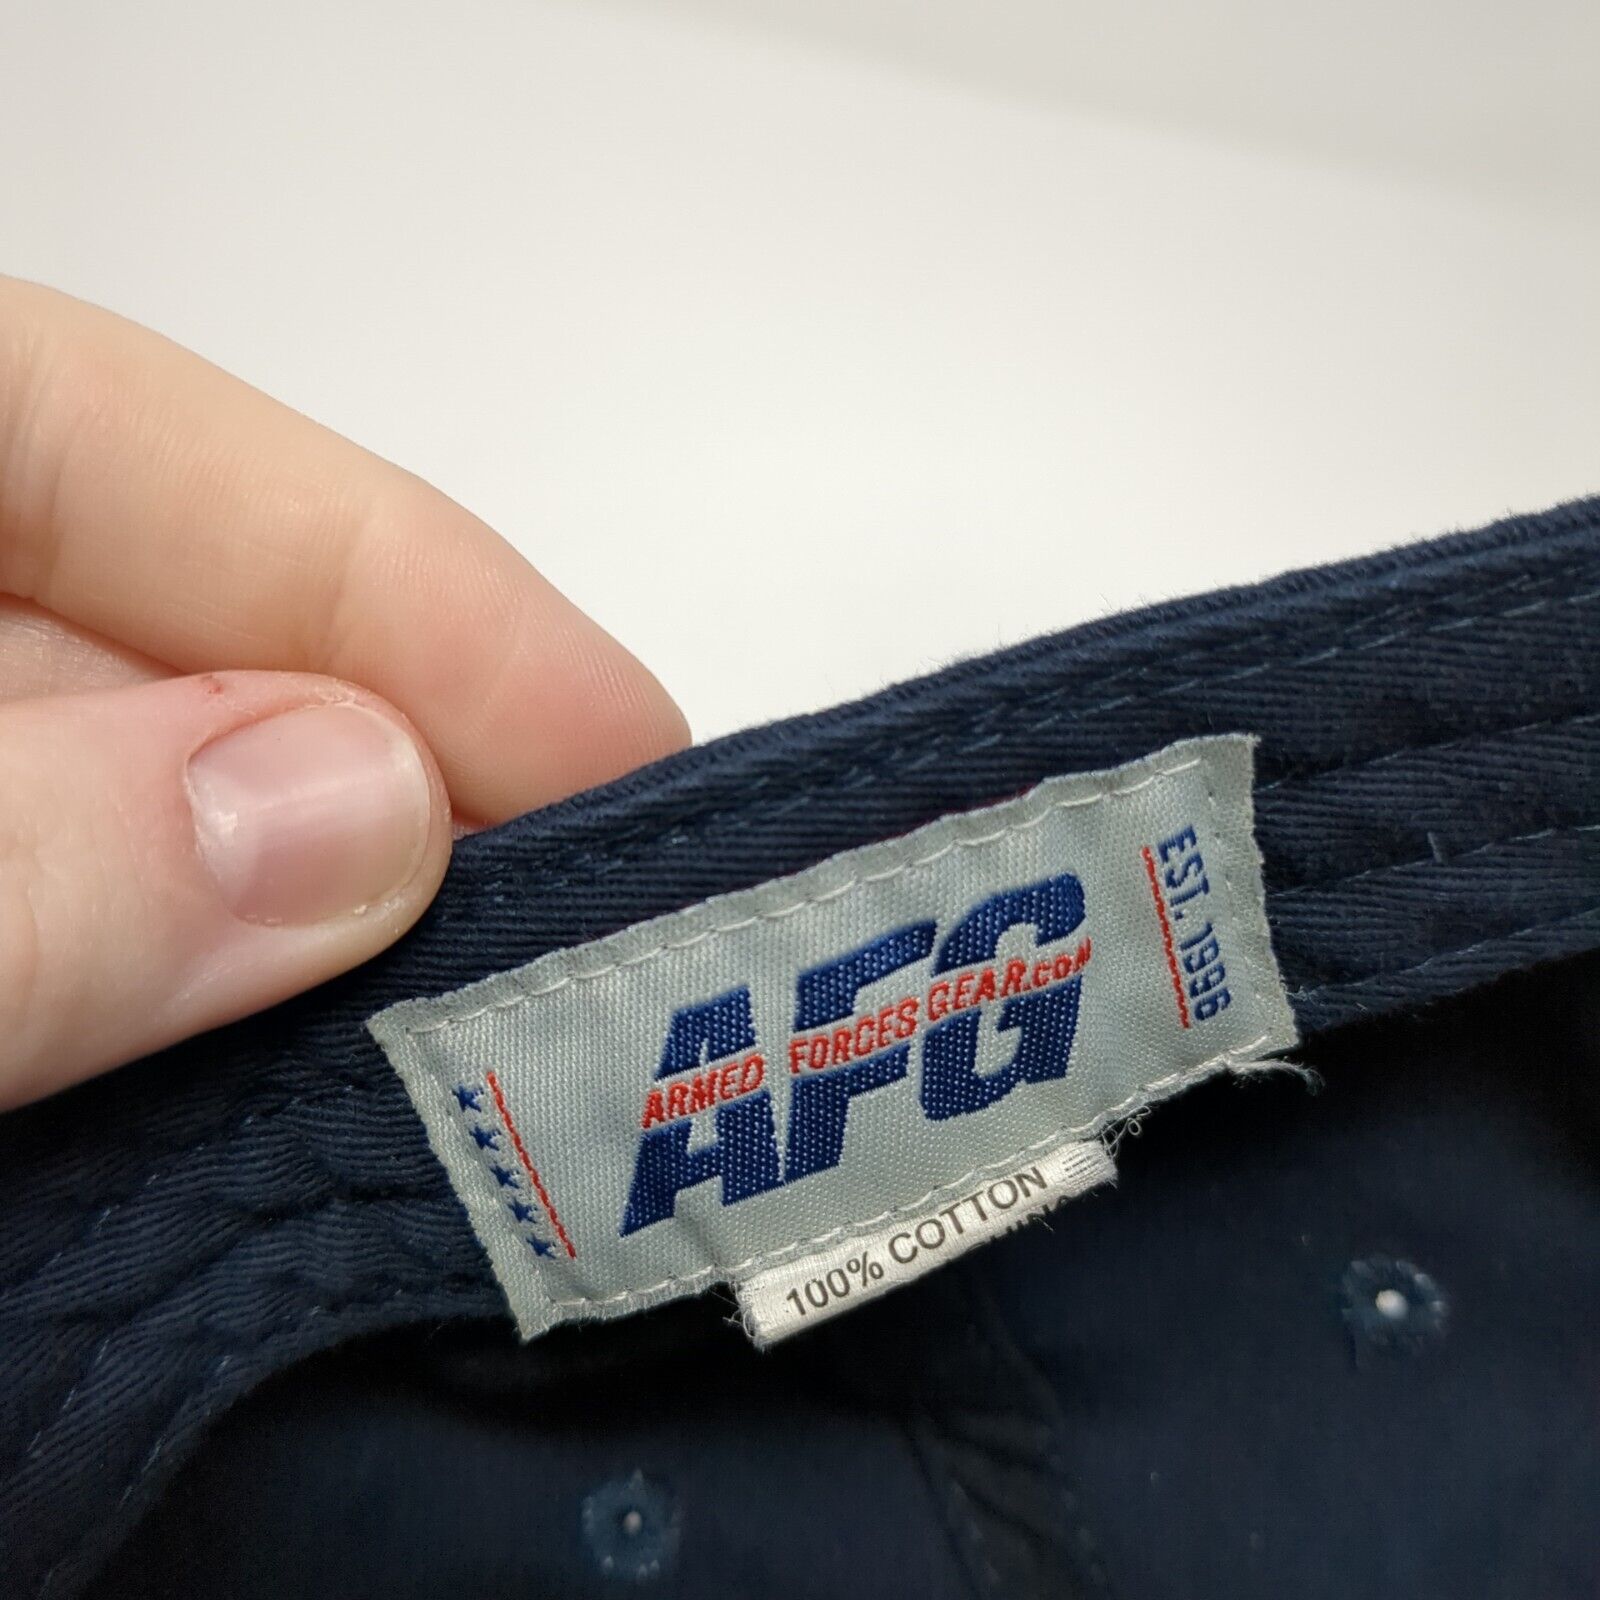 AFG
ARMED FORCES GEAR.COM
EST. 1996
100% COTTON